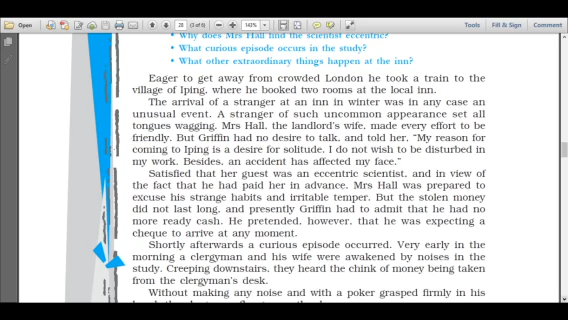 Open
20
(2 of 6)
142%
Tools
Fill & Sign
Comment
• Why does Mrs Hall find the scientist eccentric?
• What curious episode occurs in the study?
• What other extraordinary things happen at the inn?
Eager to get away from crowded London he took a train to the
village of Iping, where he booked two rooms at the local inn.
The arrival of a stranger at an inn in winter was in any case an
unusual event. A stranger of such uncommon appearance set all
tongues wagging. Mrs Hall, the landlord's wife, made every effort to be
friendly. But Griffin had no desire to talk, and told her, “My reason for
coming to Iping is a desire for solitude. I do not wish to be disturbed in
my work. Besides, an accident has affected my face.”
Satisfied that her guest was an eccentric scientist, and in view of
the fact that he had paid her in advance, Mrs Hall was prepared to
excuse his strange habits and irritable temper. But the stolen money
did not last long, and presently Griffin had to admit that he had no
more ready cash. He pretended, however, that he was expecting a
cheque to arrive at any moment.
Shortly afterwards a curious episode occurred. Very early in the
morning a clergyman and his wife were awakened by noises in the
study. Creeping downstairs, they heard the chink of money being taken
from the clergyman's desk.
Without making any noise and with a poker grasped firmly in his